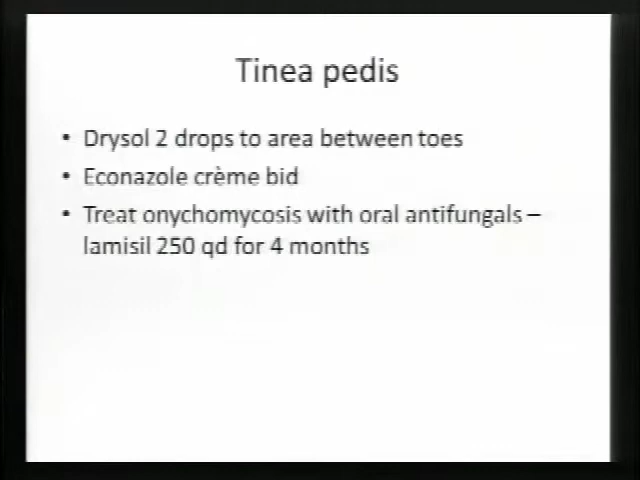 Tinea pedis
• Drysol 2 drops to area between toes
• Econazole crème bid
• Treat onychomycosis with oral antifungals –
lamisil 250 qd for 4 months